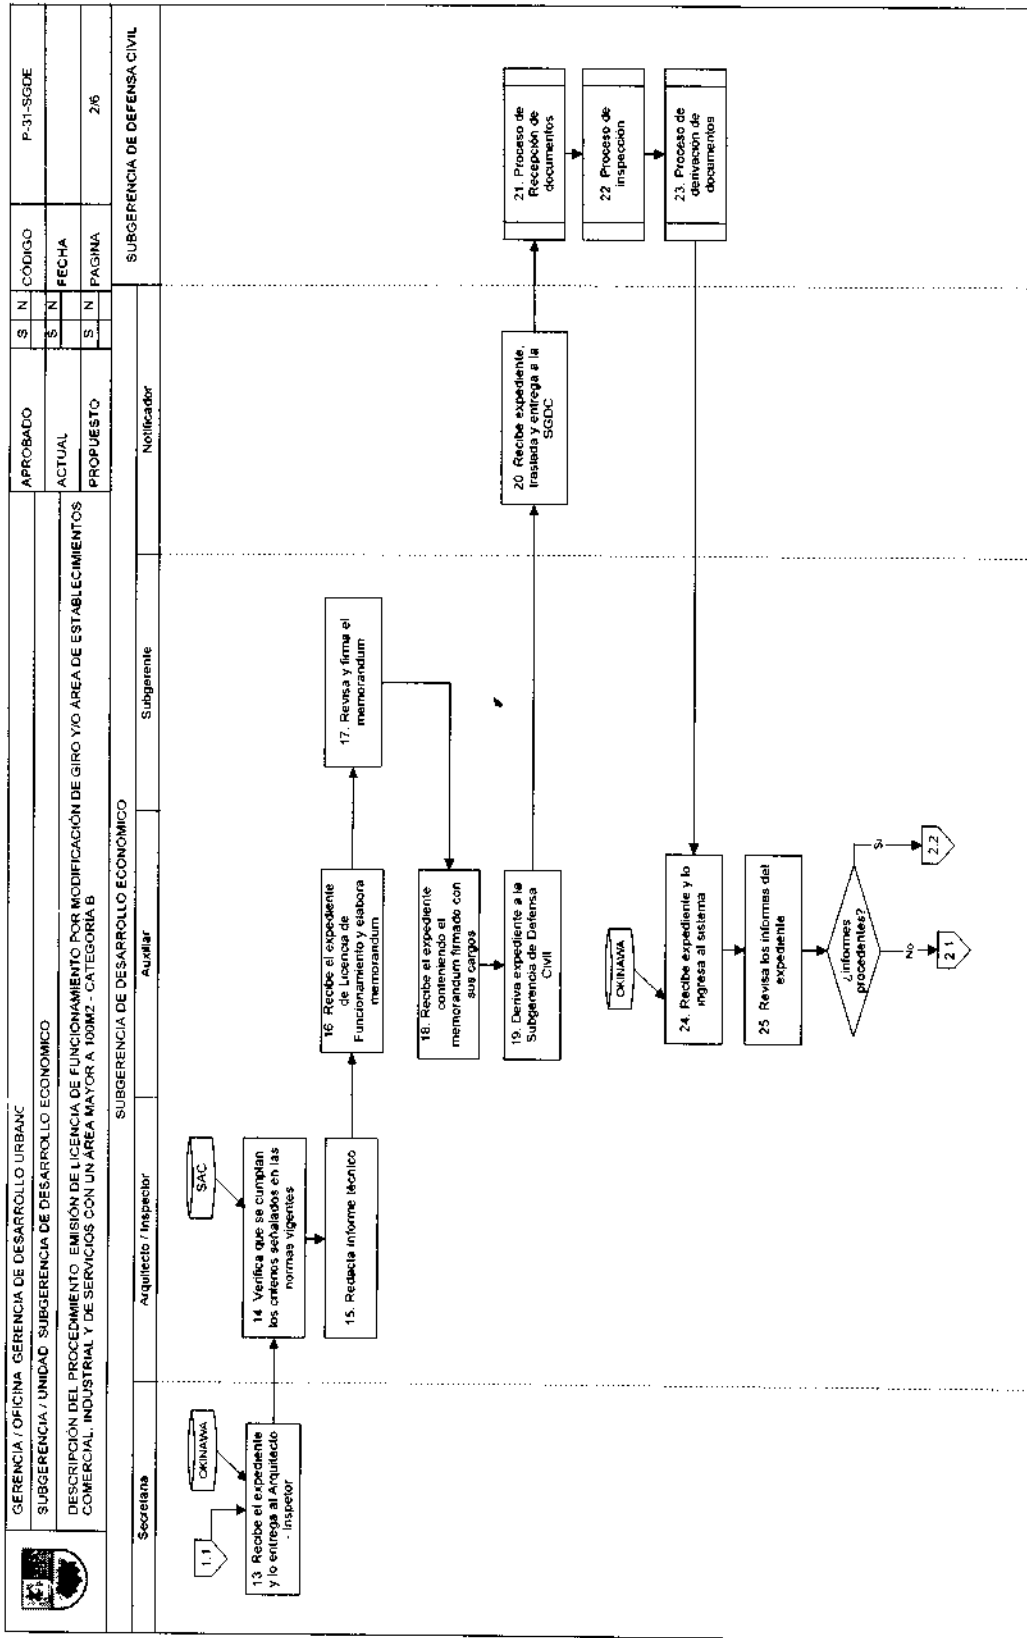 GERENCIA / OFICINA GERENCIA DE DESARROLLO URBANC
APROBADO
S N
CÓDIGO
P-31-SGDE
SUBGERENCIA / UNIDAD SUBGERENCIA DE DESARROLLO ECONOMICO
ACTUAL
S N
FECHA
DESCRIPCIÓN DEL PROCEDIMIENTO EMISIÓN DE LICENCIA DE FUNCIONAMIENTO POR MODIFICACIÓN DE GIRO Y/O ÁREA DE ESTABLECIMIENTOS
COMERCIAL, INDUSTRIAL Y DE SERVICIOS CON UN ÁREA MAYOR A 100M2 - CATEGORÍA B
PROPUESTO
S N
PAGINA
2/6
SUBGERENCIA DE DESARROLLO ECONÓMICO
SUBGERENCIA DE DEFENSA CIVIL
Secretaria
Arquitecto / Inspector
Auxiliar
Subgerente
Notificador
1.1
OKINAWA
13 Recibe el expediente
y lo entrega al Arquitecto
- Inspetor
SAC
14 Verifica que se cumplan
los criterios señalados en las
normas vigentes
15. Redacta informe técnico
16 Recibe el expediente
de Licencia de
Funcionamiento y elabora
memorandum
17. Revisa y firma el
memorandum
18. Recibe el expediente
conteniendo el
memorandum firmado con
sus cargos
19. Deriva expediente a la
Subgerencia de Defensa
Civil
20 Recibe expediente,
traslada y entrega a la
SGDC
21. Proceso de
Recepción de
documentos
22 Proceso de
inspección
23. Proceso de
derivación de
documentos
OKINAWA
24. Recibe expediente y lo
ingresa al sistema
25 Revisa los informes del
expediente
¿informes
procedentes?
Si
2.2
No
2.1